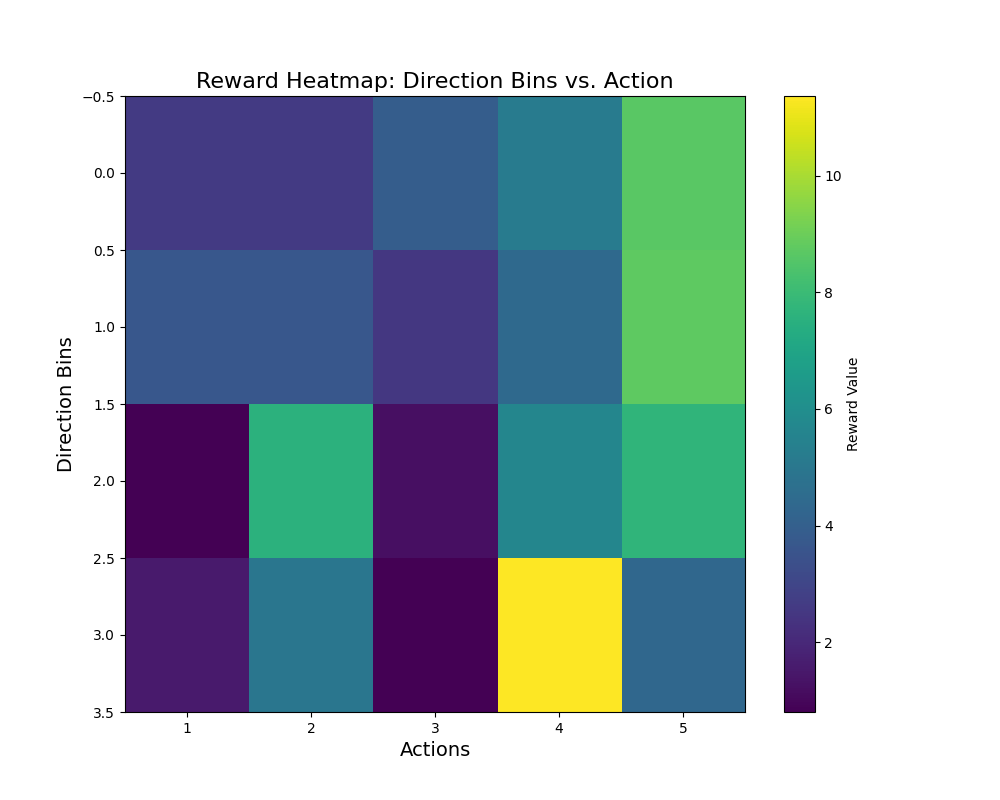 Reward Heatmap: Direction Bins vs. Action
−0.5
0.0
0.5
1.0
1.5
2.0
2.5
3.0
3.5
Direction Bins
1 2 3 4 5
Actions
10
8
6
4
2
Reward Value